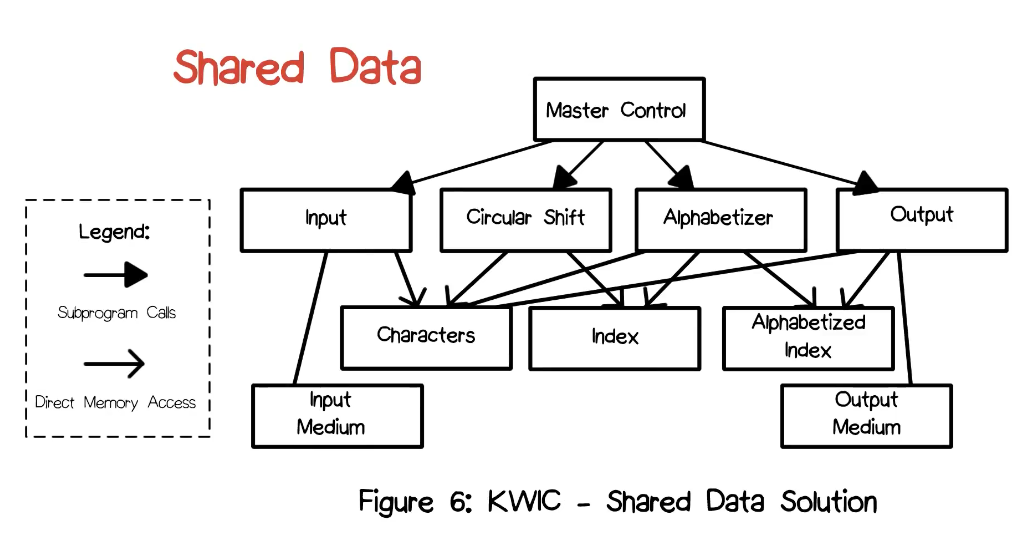 Shared Data
Master Control
Input
Circular Shift
Alphabetizer
Output
Legend:
Subprogram Calls
Direct Memory Access
Characters
Index
Alphabetized
Index
Input
Medium
Output
Medium
Figure 6: KWIC - Shared Data Solution